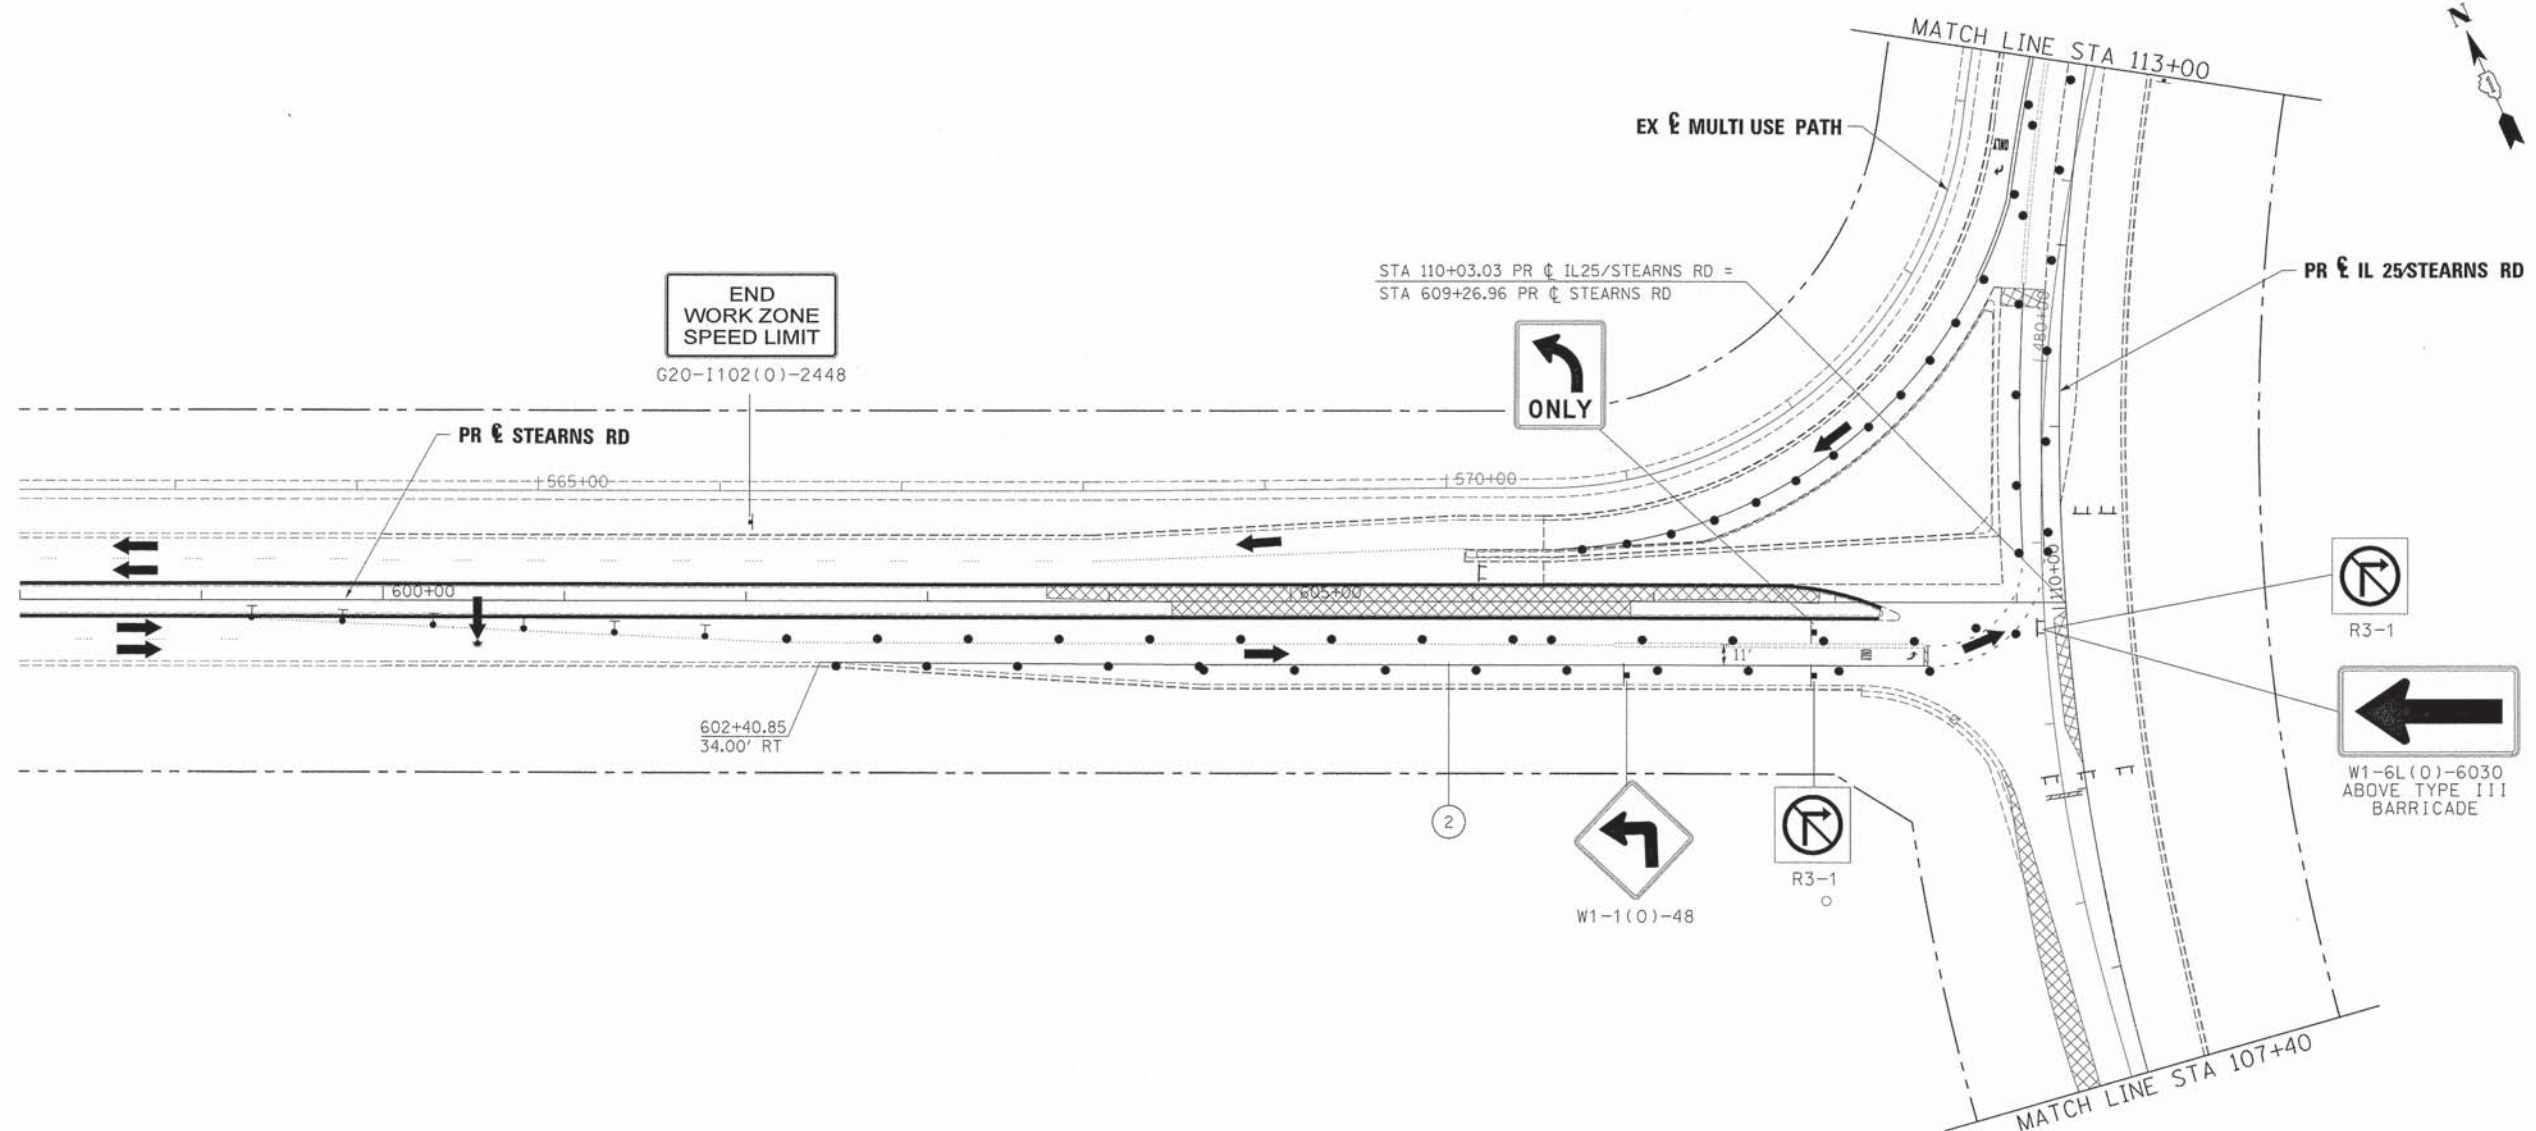 MATCH LINE STA 113+00
N
EX ℄ MULTI USE PATH
ONLY
STA 110+03.03 PR ℄ IL25/STEARNS RD =
STA 609+26.96 PR ℄ STEARNS RD
PR ℄ IL 25/STEARNS RD
END
WORK ZONE
SPEED LIMIT
G20-I102(O)-2448
480+00
ONLY
PR ℄ STEARNS RD
565+00
570+00
600+00
605+00
110+00
R3-1
11'
602+40.85
34.00' RT
2
W1-1(O)-48
R3-1
W1-6L(O)-6030
ABOVE TYPE III
BARRICADE
MATCH LINE STA 107+40